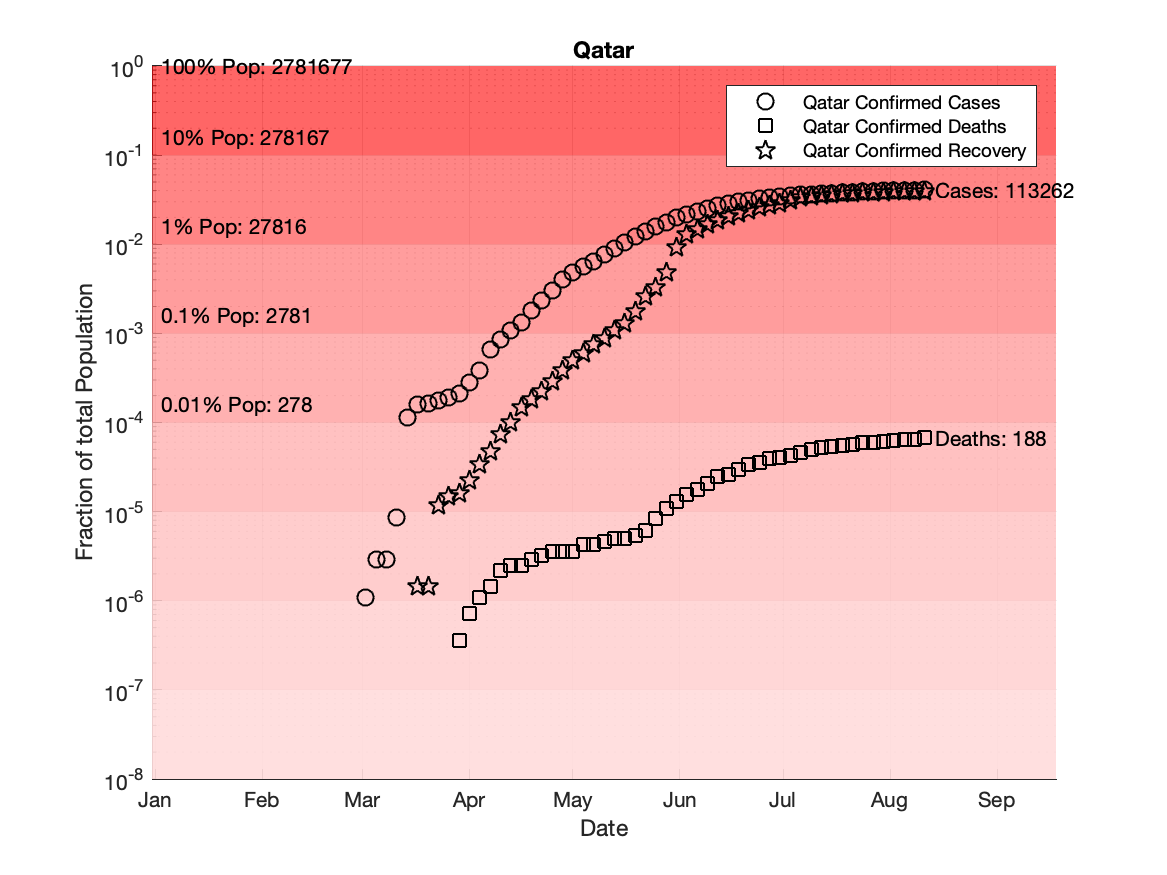 Qatar
10^0
100% Pop: 2781677
Qatar Confirmed Cases
Qatar Confirmed Deaths
Qatar Confirmed Recovery
10% Pop: 278167
10^-1
Cases: 113262
1% Pop: 27816
10^-2
0.1% Pop: 2781
10^-3
0.01% Pop: 278
10^-4
Deaths: 188
10^-5
10^-6
10^-7
10^-8
Fraction of total Population
Jan Feb Mar Apr May Jun Jul Aug Sep
Date